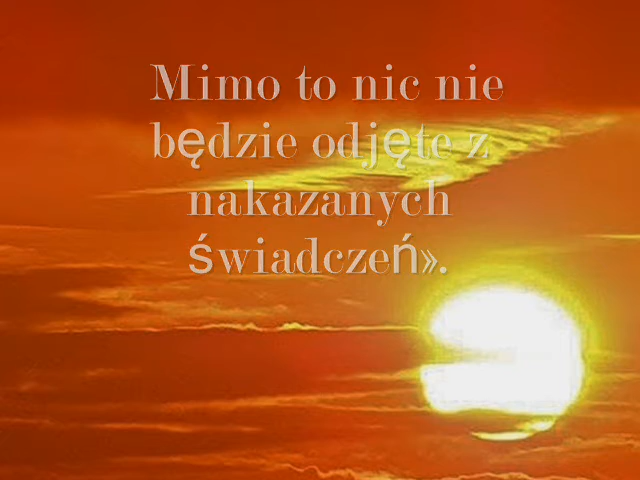 Mimo to nic nie
będzie odjęte z
nakazanych
świadczeń».